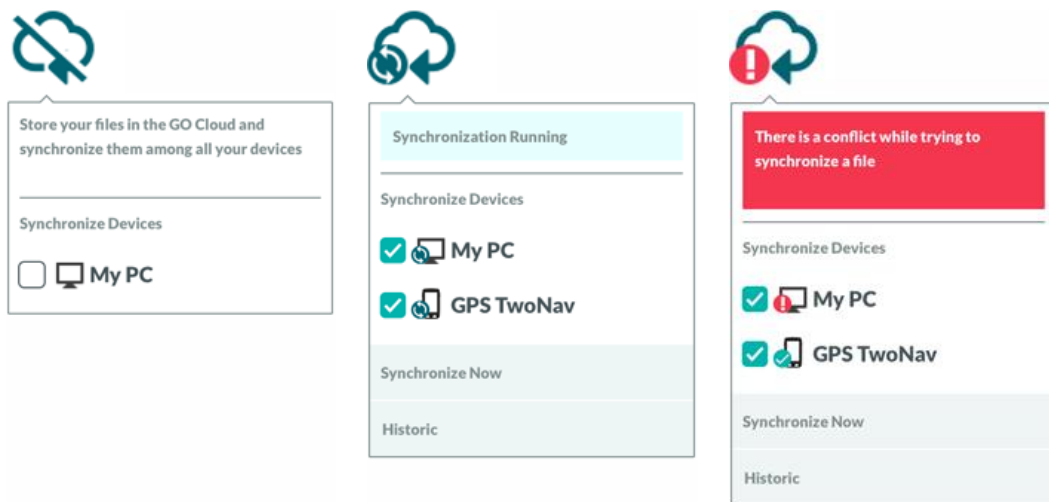 Store your files in the GO Cloud and
synchronize them among all your devices
Synchronize Devices
My PC
Synchronization Running
Synchronize Devices
My PC
GPS TwoNav
Synchronize Now
Historic
There is a conflict while trying to
synchronize a file
Synchronize Devices
My PC
GPS TwoNav
Synchronize Now
Historic